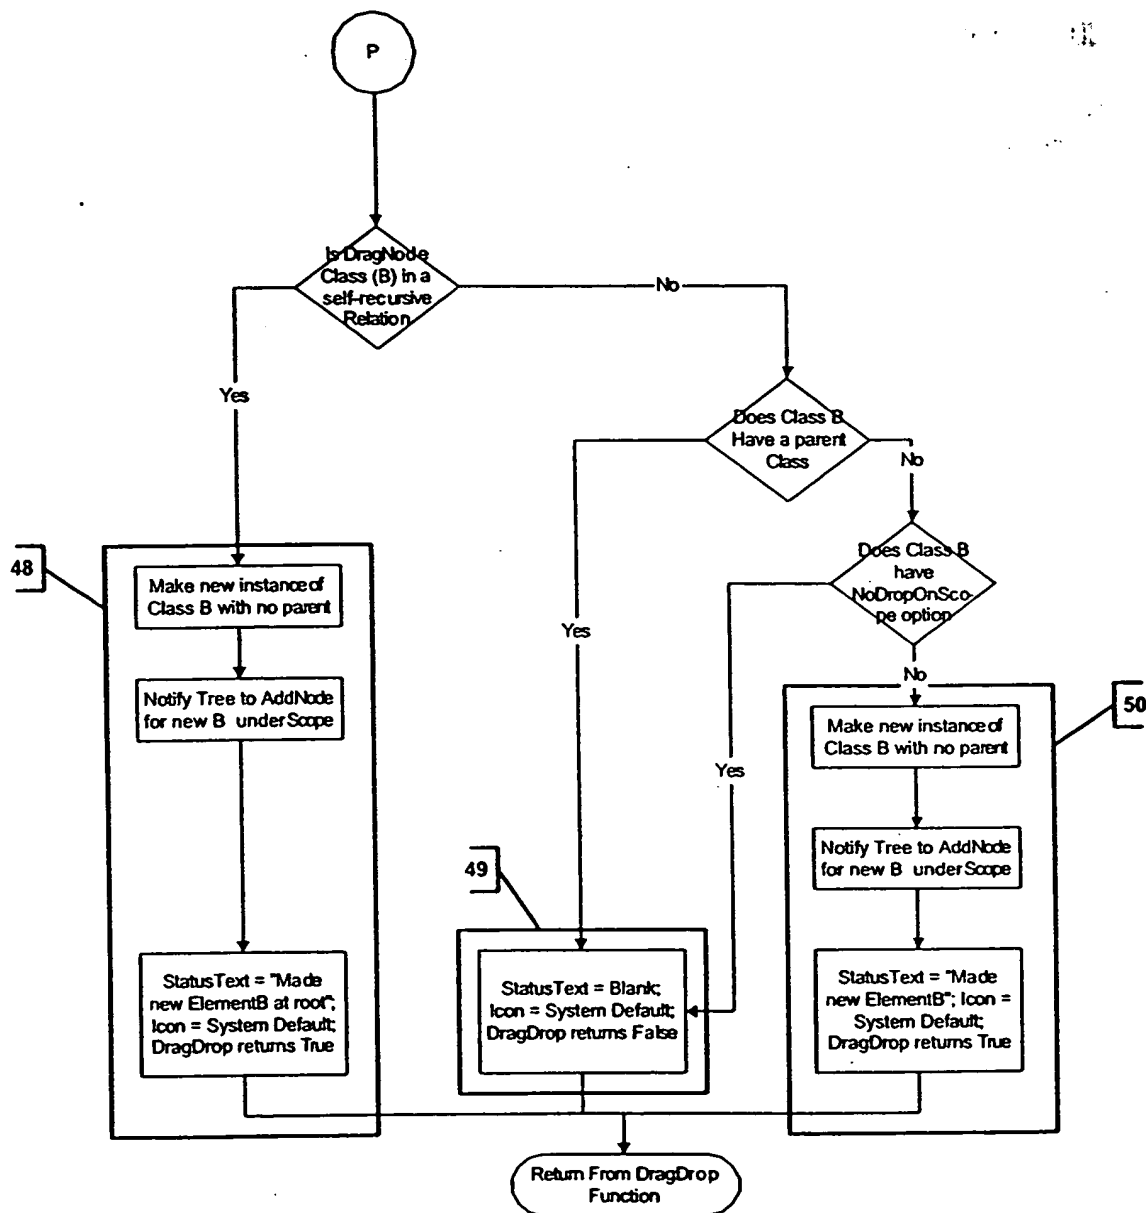 P
Is DragNode
Class (B) in a
self-recursive
Relation
No
Yes
Does Class B
Have a parent
Class
No
Yes
Does Class B
have
NoDropOnSco-
pe option
Yes
No
48
Make new instance of
Class B with no parent
Notify Tree to AddNode
for new B under Scope
StatusText = "Made
new ElementB at root";
Icon = System Default;
DragDrop returns True
49
StatusText = Blank;
Icon = System Default;
DragDrop returns False
50
Make new instance of
Class B with no parent
Notify Tree to AddNode
for new B under Scope
StatusText = "Made
new ElementB"; Icon =
System Default;
DragDrop returns True
Return From DragDrop
Function